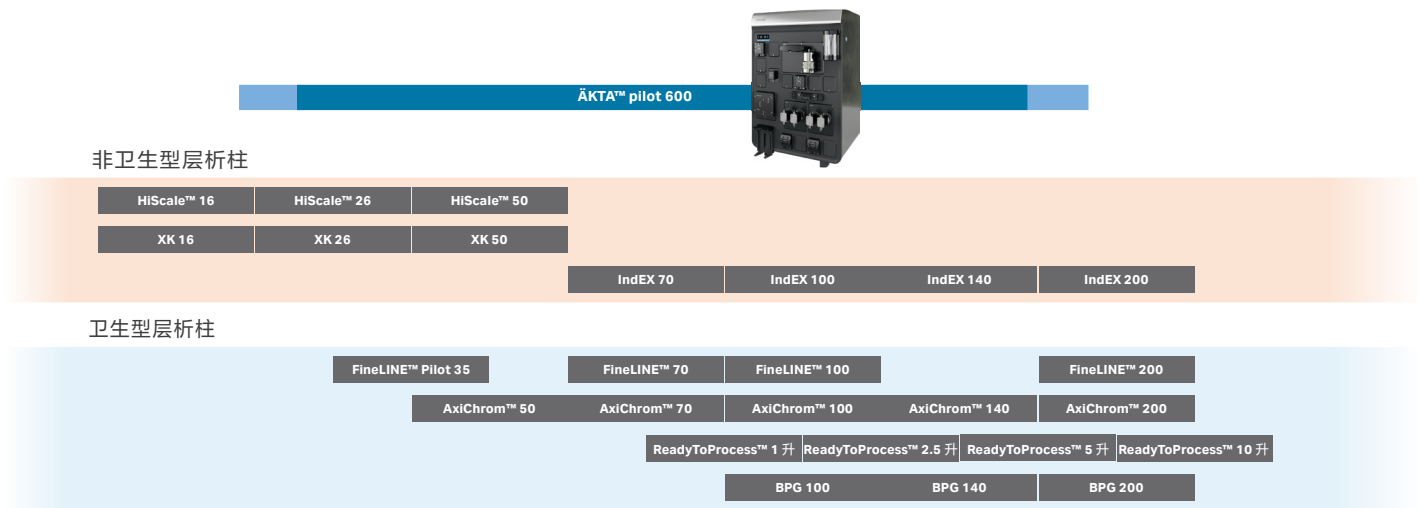 ÄKTA™ pilot 600
非卫生型层析柱
HiScale™ 16 HiScale™ 26 HiScale™ 50
XK 16 XK 26 XK 50
IndEX 70 IndEX 100 IndEX 140 IndEX 200
卫生型层析柱
FineLINE™ Pilot 35 FineLINE™ 70 FineLINE™ 100 FineLINE™ 200
AxiChrom™ 50 AxiChrom™ 70 AxiChrom™ 100 AxiChrom™ 140 AxiChrom™ 200
ReadyToProcess™ 1 升 ReadyToProcess™ 2.5 升 ReadyToProcess™ 5 升 ReadyToProcess™ 10 升
BPG 100 BPG 140 BPG 200